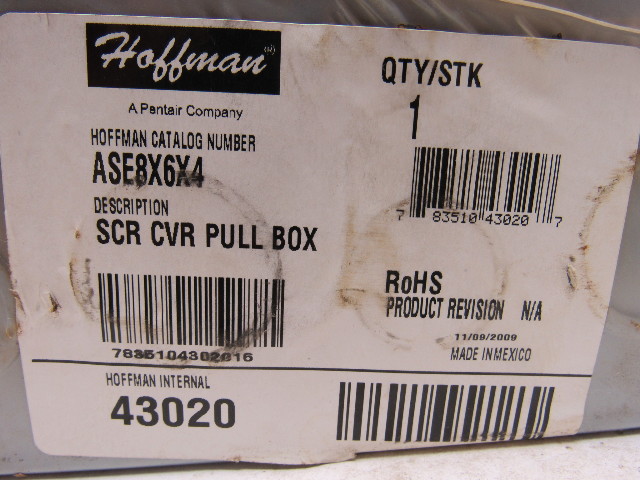 Hoffman®
A Pentair Company
QTY/STK
1
HOFFMAN CATALOG NUMBER
ASE8X6X4
DESCRIPTION
SCR CVR PULL BOX
7 83510 43020 7
RoHS
PRODUCT REVISION N/A
11/09/2009
MADE IN MEXICO
HOFFMAN INTERNAL
43020